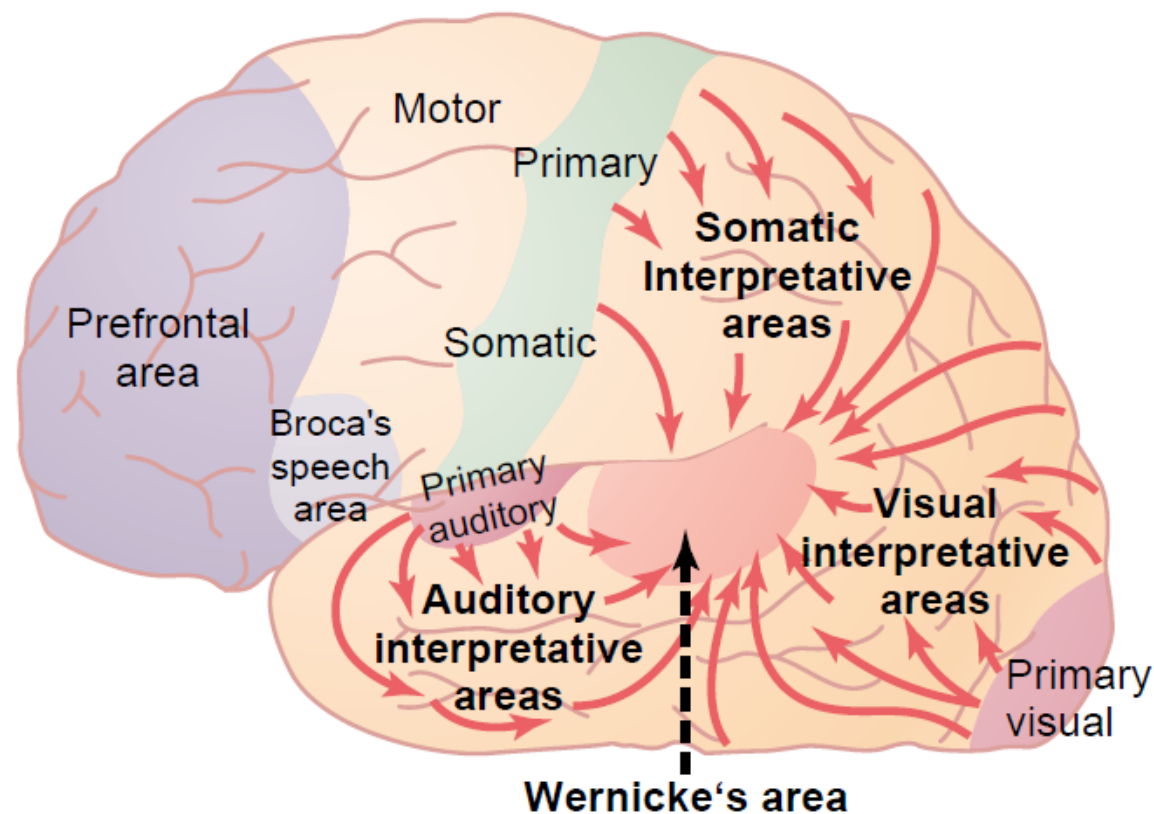 Motor
Primary
Somatic
Interpretative
areas
Prefrontal
area
Somatic
Broca's
speech
area
Primary
auditory
Visual
interpretative
areas
Auditory
interpretative
areas
Primary
visual
Wernicke‘s area